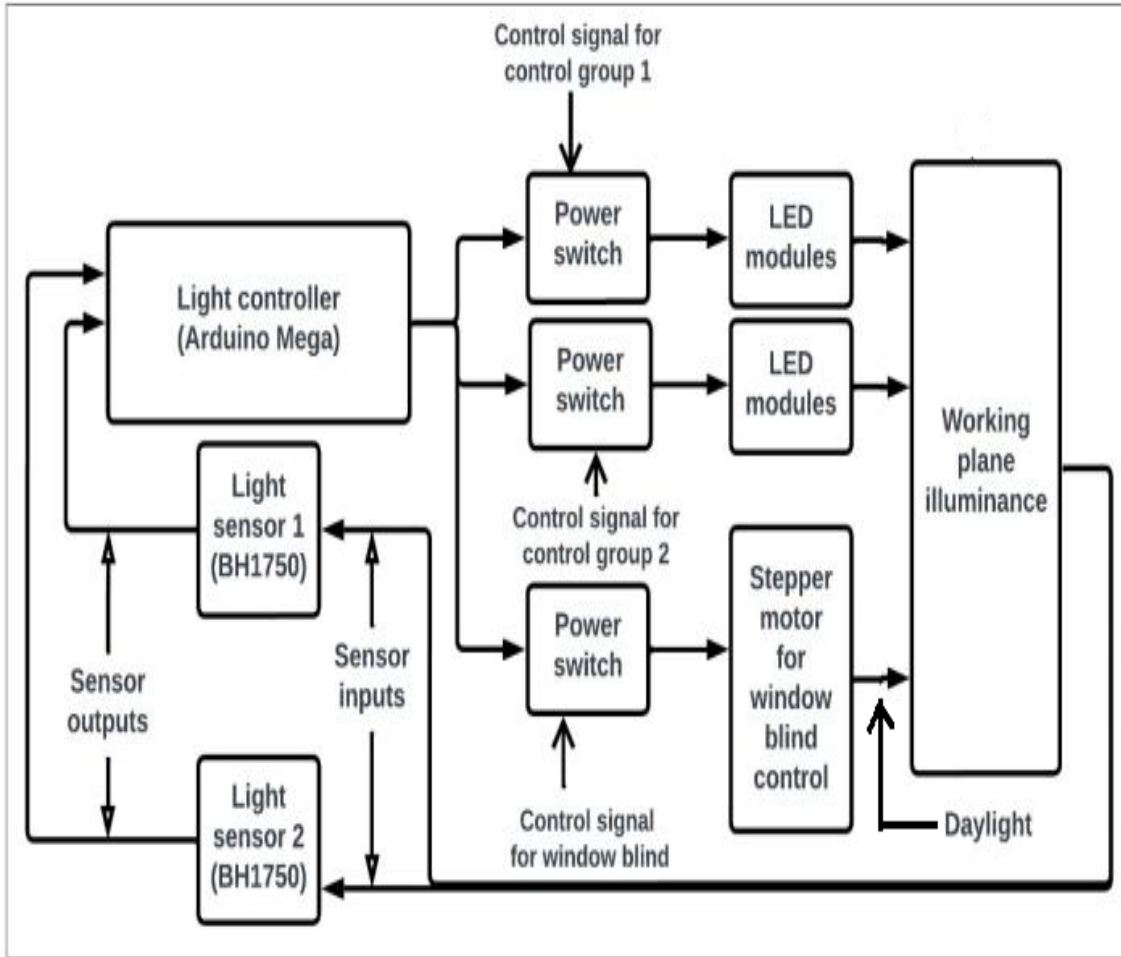 Control signal for
control group 1
Power
switch
LED
modules
Light controller
(Arduino Mega)
Power
switch
LED
modules
Working
plane
illuminance
Light
sensor 1
(BH1750)
Control signal for
control group 2
Stepper
motor
for
window
blind
control
Power
switch
Sensor
inputs
Sensor
outputs
Light
sensor 2
(BH1750)
Control signal
for window blind
Daylight